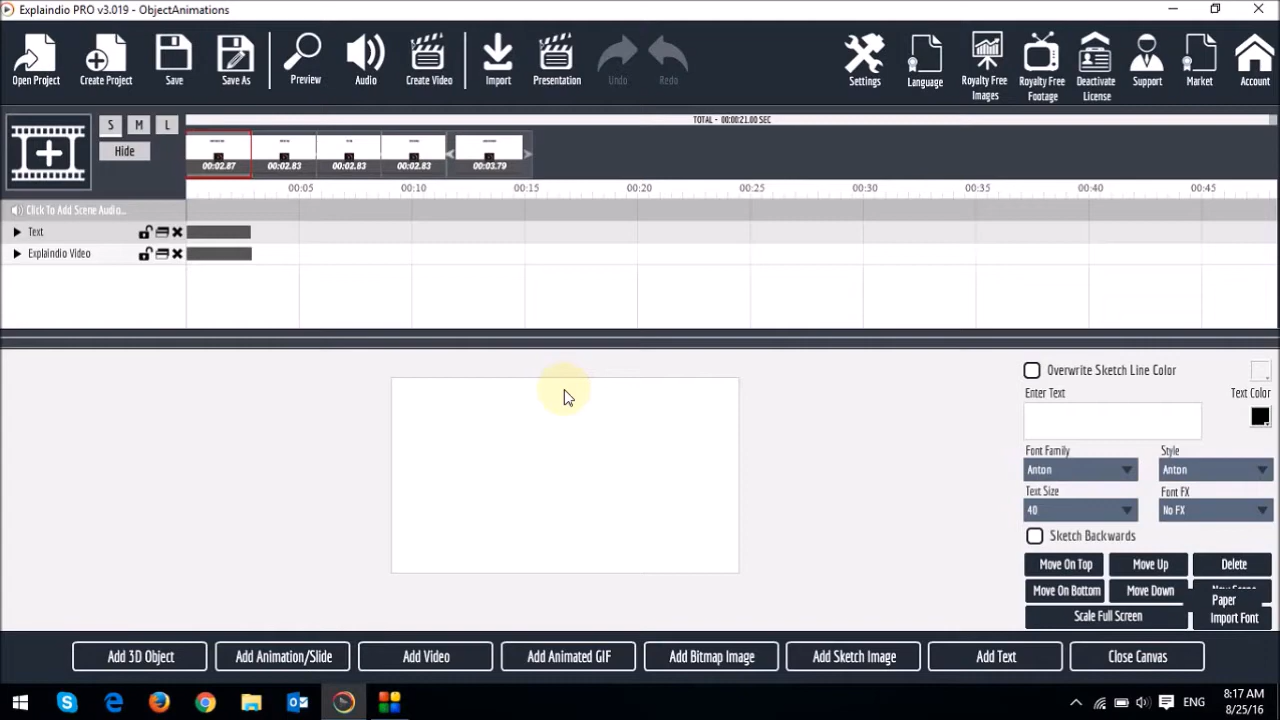 Explaindio PRO v3.019 - ObjectAnimations
Open Project
Create Project
Save
Save As
Preview
Audio
Create Video
Import
Presentation
Undo
Redo
Settings
Language
Royalty Free
Images
Royalty Free
Footage
Deactivate
License
Support
Market
Account
S M L
Hide
TOTAL - 00:00:21.00 SEC
00:02.87 00:02.83 00:02.83 00:02.83 00:03.79
00:05 00:10 00:15 00:20 00:25 00:30 00:35 00:40 00:45
Click To Add Scene Audio...
Text
Explaindio Video
Overwrite Sketch Line Color
Enter Text
Text Color
Font Family
Style
Anton
Anton
Text Size
Font FX
40
No FX
Sketch Backwards
Move On Top
Move Up
Delete
Move On Bottom
Move Down
Paper
Scale Full Screen
Import Font
Add 3D Object
Add Animation/Slide
Add Video
Add Animated GIF
Add Bitmap Image
Add Sketch Image
Add Text
Close Canvas
ENG
8:17 AM
8/25/16